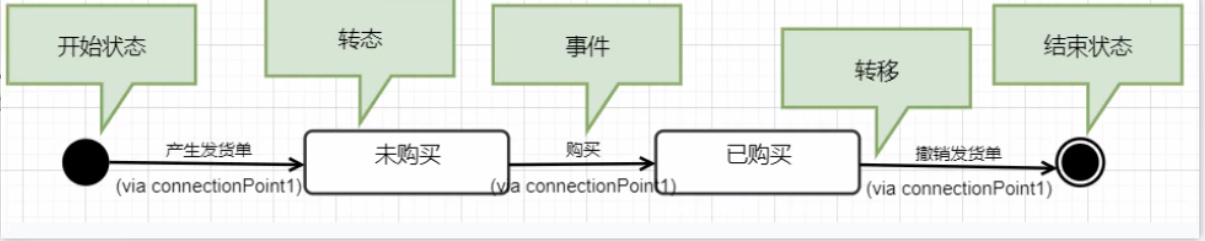 开始状态
转态
事件
转移
结束状态
产生发货单
未购买
购买
已购买
撤销发货单
(via connectionPoint1)
(via connectionPoint1)
(via connectionPoint1)